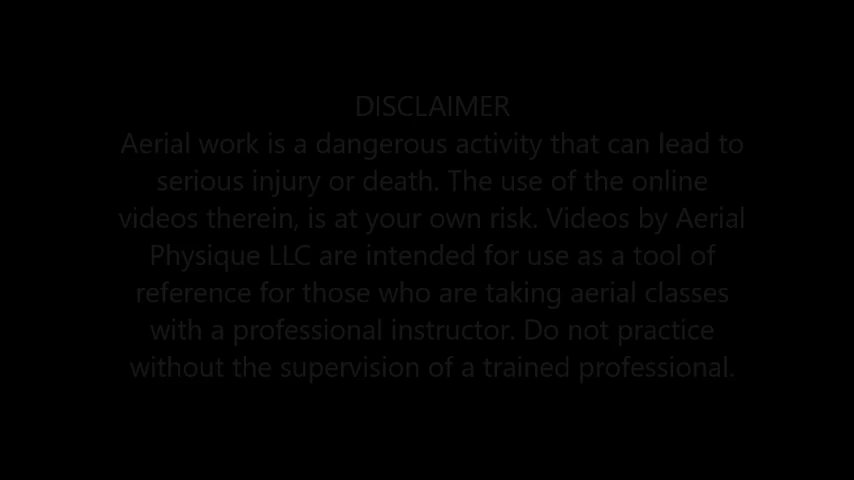 DISCLAIMER
Aerial work is a dangerous activity that can lead to
serious injury or death. The use of the online
videos therein, is at your own risk. Videos by Aerial
Physique LLC are intended for use as a tool of
reference for those who are taking aerial classes
with a professional instructor. Do not practice
without the supervision of a trained professional.